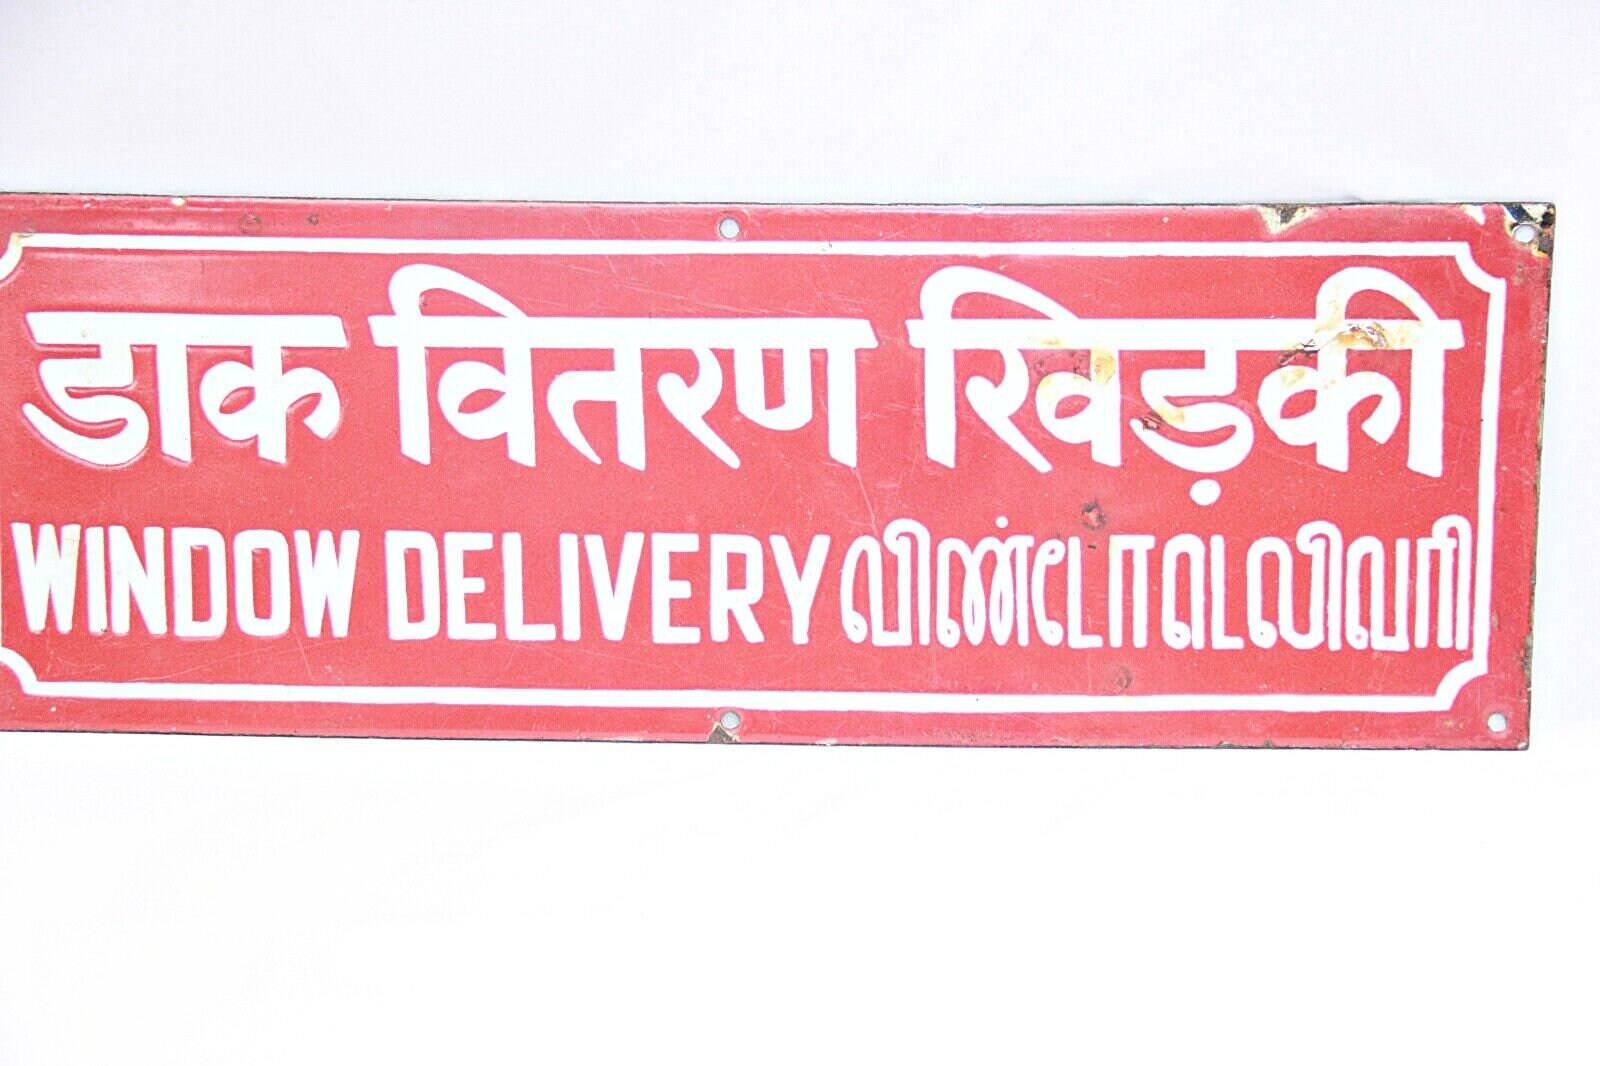 डाक वितरण खिड़की
WINDOW DELIVERY விண்டோ டெலிவரி